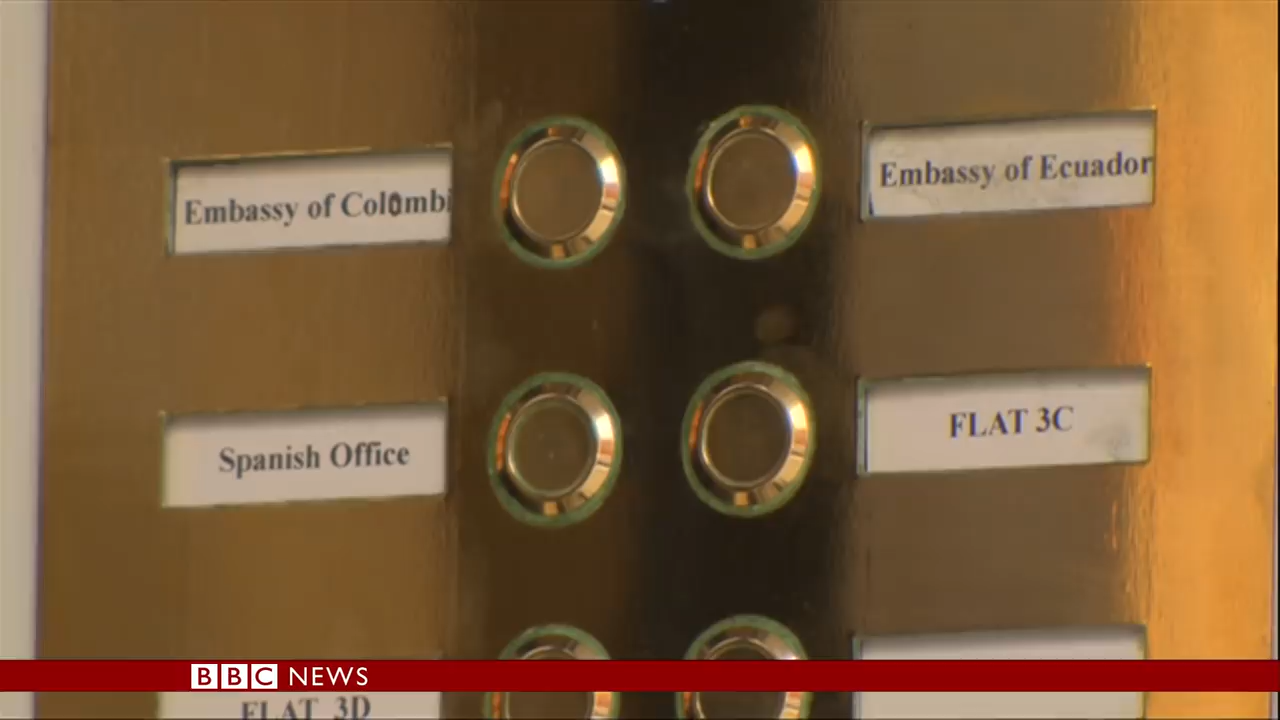 Embassy of Colombi
Embassy of Ecuador
Spanish Office
FLAT 3C
BBC NEWS
FLAT 3D